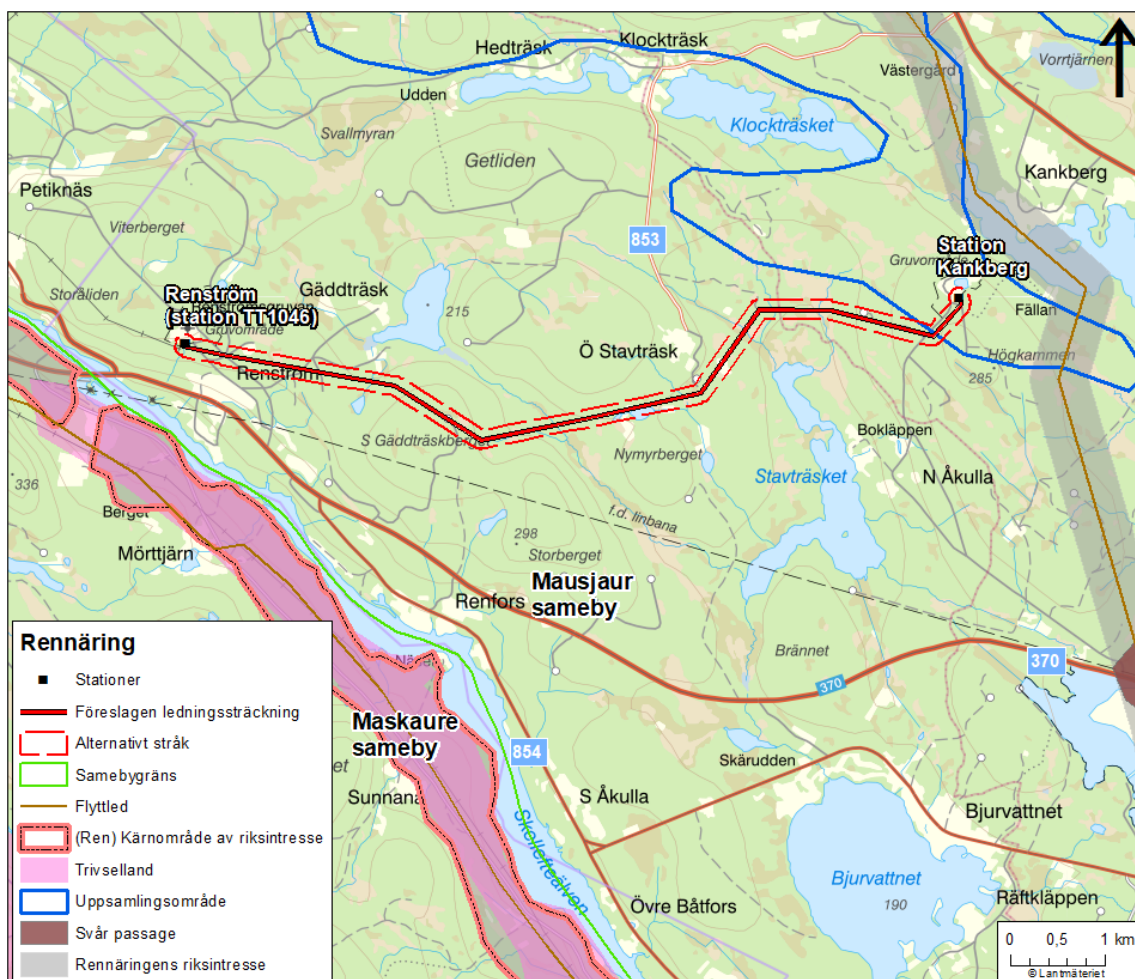 Hedträsk
Klockträsk
Västergård
Vorrtjärnen
Udden
Klockträsket
Svallmyran
Getliden
Kankberg
Petiknäs
Viterberget
853
Station
Kankberg
Gruvområde
Storåliden
Renström
(station TT1046)
Renströmsgruvan
Gruvområde
Gäddträsk
215
Fällan
Ö Stavträsk
Högkammen
285
Renström
S Gäddträskberget
Bokläppen
Nymyrberget
Stavträsket
N Åkulla
336
f.d. linbana
Berget
298
Storberget
Mörttjärn
Mausjaur
sameby
Renfors
Brännet
370
370
Maskaure
sameby
854
Skärudden
Sunnanå
S Åkulla
Bjurvattnet
Skellefteälven
Bjurvattnet
190
Räftkläppen
Övre Båtfors
Rennäring
Stationer
Föreslagen ledningssträckning
Alternativt stråk
Samebygräns
Flyttled
(Ren) Kärnområde av riksintresse
Trivselland
Uppsamlingsområde
Svår passage
Rennäringens riksintresse
0 0,5 1 km
© Lantmäteriet